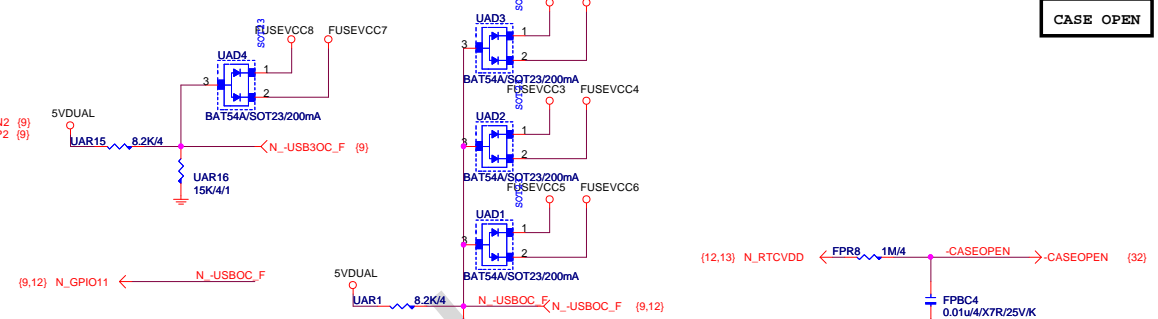 CASE OPEN
UAD3
SOT23
FUSEVCC8
FUSEVCC7
1
3
2
UAD4
BAT54A/SOT23/200mA
1
3
2
FUSEVCC3
FUSEVCC4
BAT54A/SOT23/200mA
N2 {9}
P2 {9}
5VDUAL
UAD2
1
3
2
UAR15
8.2K/4
N_-USB3OC_F {9}
BAT54A/SOT23/200mA
UAR16
15K/4/1
FUSEVCC5
FUSEVCC6
UAD1
1
3
2
{12,13} N_RTCVDD
FPR8
1M/4
-CASEOPEN
-CASEOPEN {32}
BAT54A/SOT23/200mA
{9,12} N_GPIO11
N_-USBOC_F
5VDUAL
UAR1
8.2K/4
N_-USBOC_F
N_-USBOC_F {9,12}
FPBC4
0.01u/4/X7R/25V/K